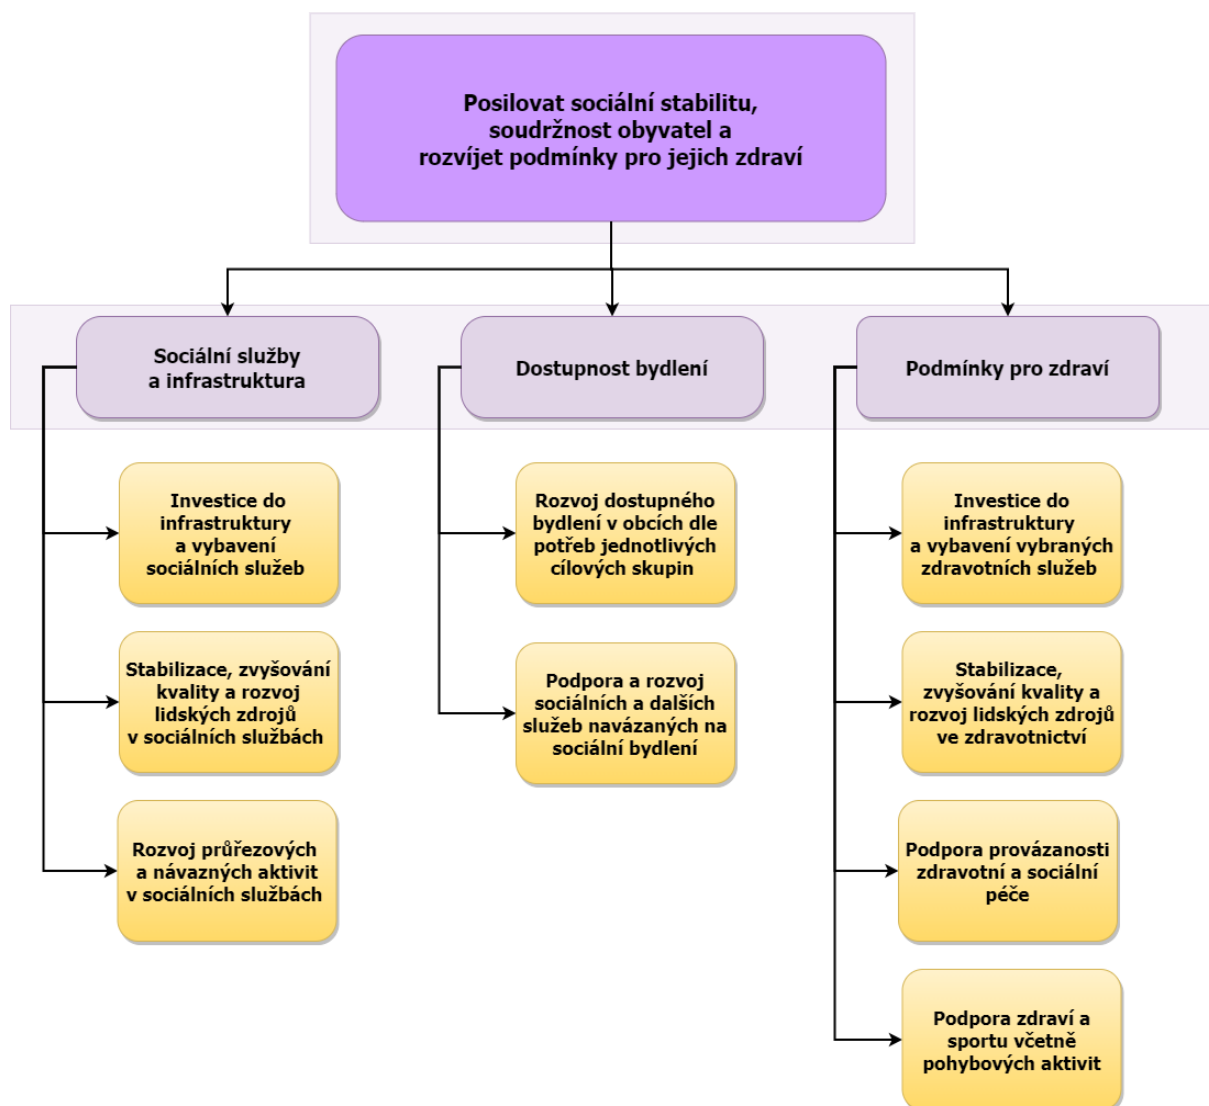 Posilovat sociální stabilitu,
soudržnost obyvatel a
rozvíjet podmínky pro jejich zdraví
Sociální služby
a infrastruktura
Dostupnost bydlení
Podmínky pro zdraví
Investice do
infrastruktury
a vybavení
sociálních služeb
Stabilizace, zvyšování
kvality a rozvoj
lidských zdrojů
v sociálních službách
Rozvoj průřezových
a návazných aktivit
v sociálních službách
Rozvoj dostupného
bydlení v obcích dle
potřeb jednotlivých
cílových skupin
Podpora a rozvoj
sociálních a dalších
služeb navázaných na
sociální bydlení
Investice do
infrastruktury
a vybavení vybraných
zdravotních služeb
Stabilizace,
zvyšování kvality a
rozvoj lidských zdrojů
ve zdravotnictví
Podpora provázanosti
zdravotní a sociální
péče
Podpora zdraví a
sportu včetně
pohybových aktivit